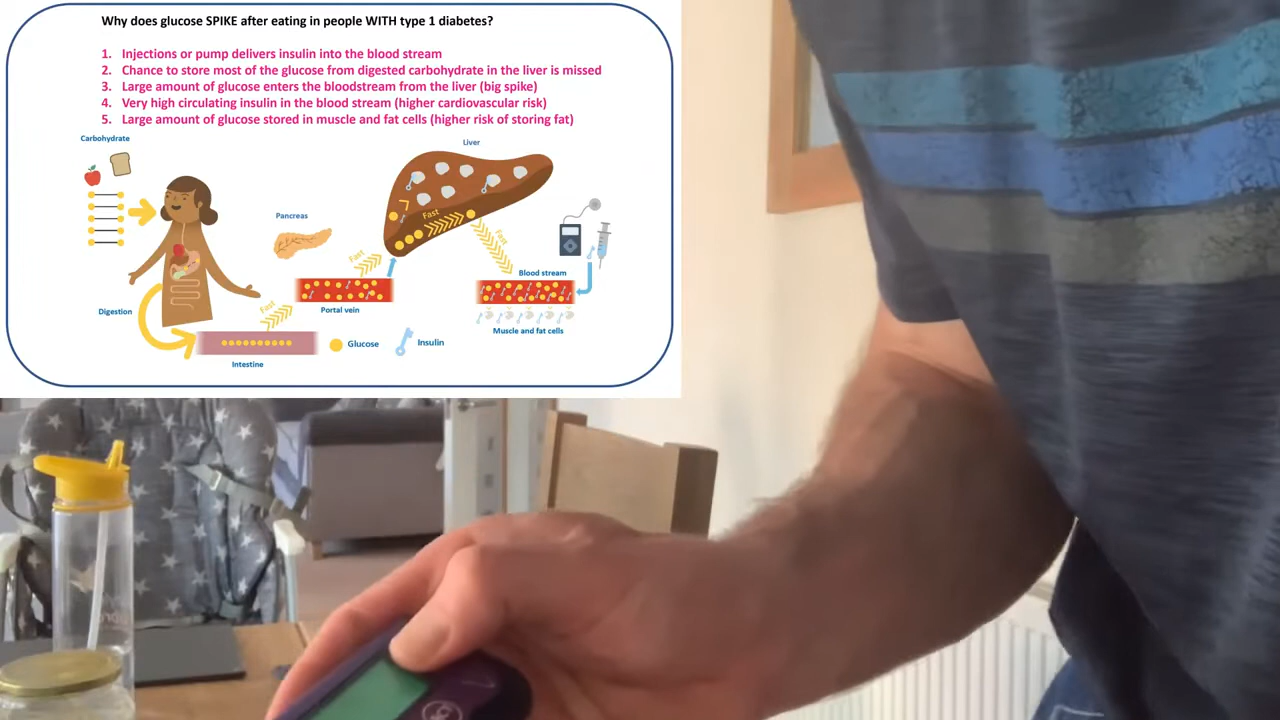 Why does glucose SPIKE after eating in people WITH type 1 diabetes?
1. Injections or pump delivers insulin into the blood stream
2. Chance to store most of the glucose from digested carbohydrate in the liver is missed
3. Large amount of glucose enters the bloodstream from the liver (big spike)
4. Very high circulating insulin in the blood stream (higher cardiovascular risk)
5. Large amount of glucose stored in muscle and fat cells (higher risk of storing fat)
Carbohydrate
Liver
Pancreas
Fast
Fast
Fast
Fast
Blood stream
Portal vein
Digestion
Muscle and fat cells
Glucose
Insulin
Intestine